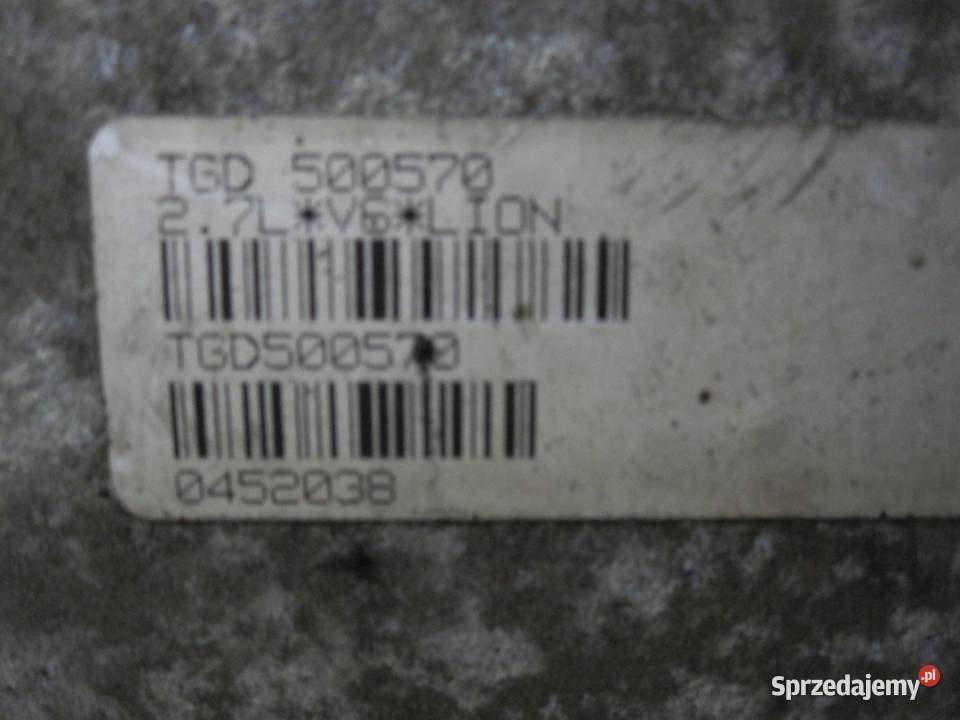 TGD 500570
2.7L*V6*LION
TGD500570
0452038
Sprzedajemy.pl